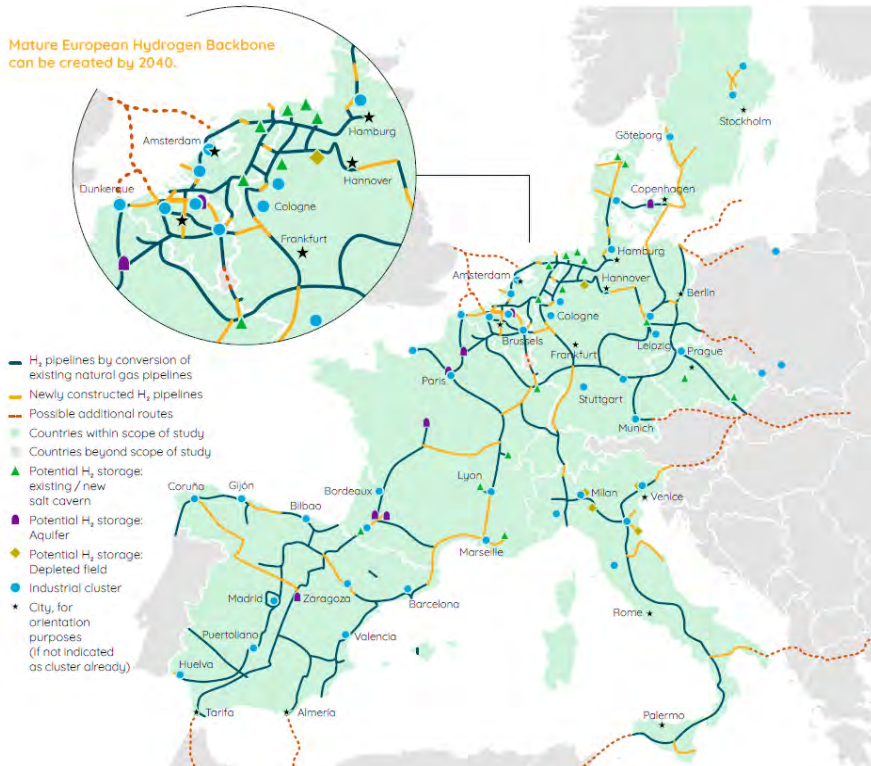 Mature European Hydrogen Backbone
can be created by 2040.
Amsterdam
Hamburg
Hannover
Dunkerque
Cologne
Frankfurt
Stockholm
Göteborg
Copenhagen
Hamburg
Amsterdam
Hannover
Berlin
Cologne
Brussels
Leipzig
Frankfurt
Prague
Paris
Stuttgart
Munich
H₂ pipelines by conversion of
existing natural gas pipelines
Newly constructed H₂ pipelines
Possible additional routes
Countries within scope of study
Countries beyond scope of study
Potential H₂ storage:
existing / new
salt cavern
Potential H₂ storage:
Aquifer
Potential H₂ storage:
Depleted field
Industrial cluster
City, for
orientation
purposes
(if not indicated
as cluster already)
Coruña
Gijón
Bilbao
Bordeaux
Lyon
Milan
Venice
Marseille
Madrid
Zaragoza
Barcelona
Rome
Puertollano
Valencia
Huelva
Tarifa
Almería
Palermo